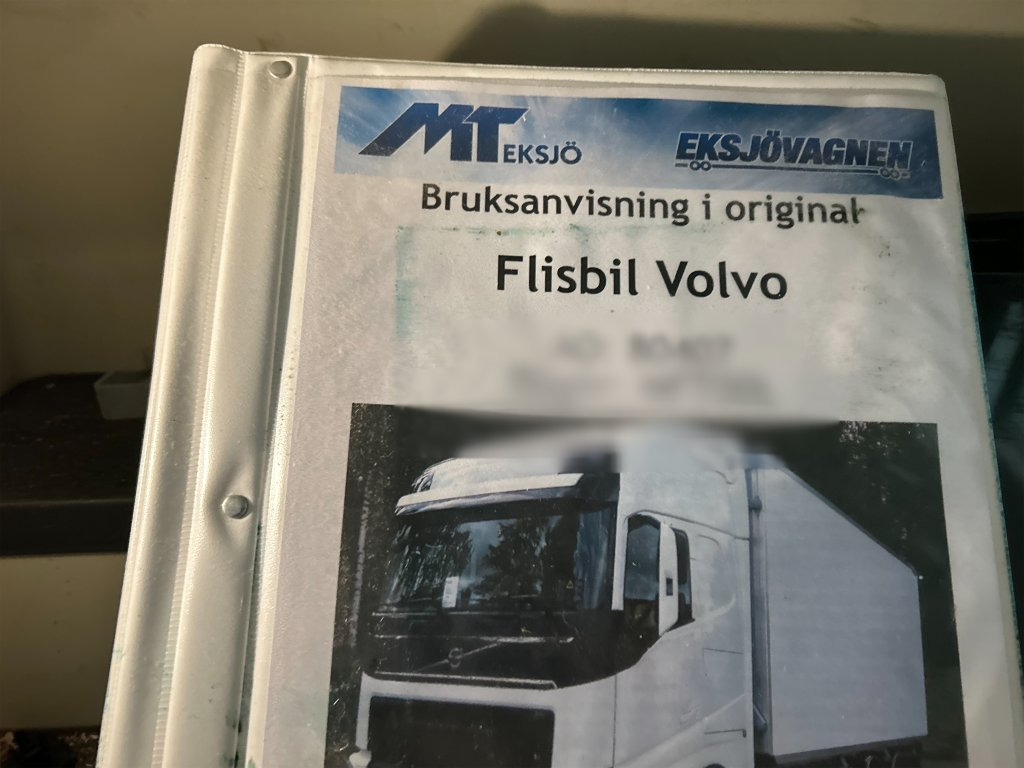 MT EKSJÖ
EKSJÖVAGNEN
Bruksanvisning i original
Flisbil Volvo